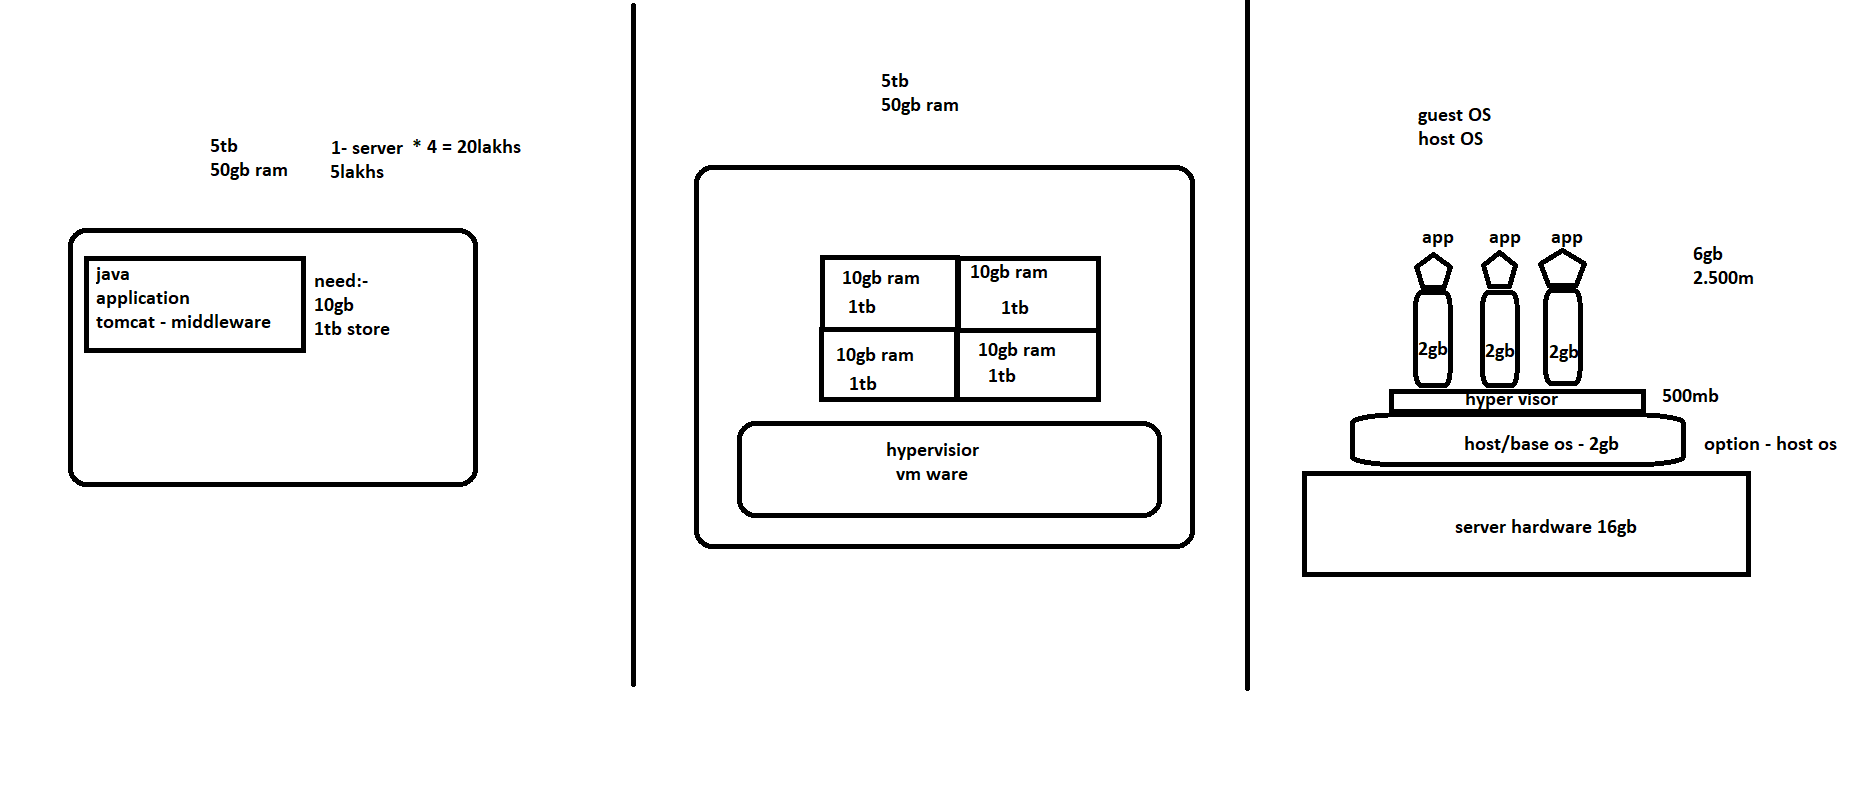 5tb
50gb ram
1- server * 4 = 20lakhs
5lakhs
java
application
tomcat - middleware
need:-
10gb
1tb store
5tb
50gb ram
10gb ram
1tb
10gb ram
1tb
10gb ram
1tb
10gb ram
1tb
hypervisior
vm ware
guest OS
host OS
app
app
app
6gb
2.500m
2gb
2gb
2gb
hyper visor
500mb
host/base os - 2gb
option - host os
server hardware 16gb